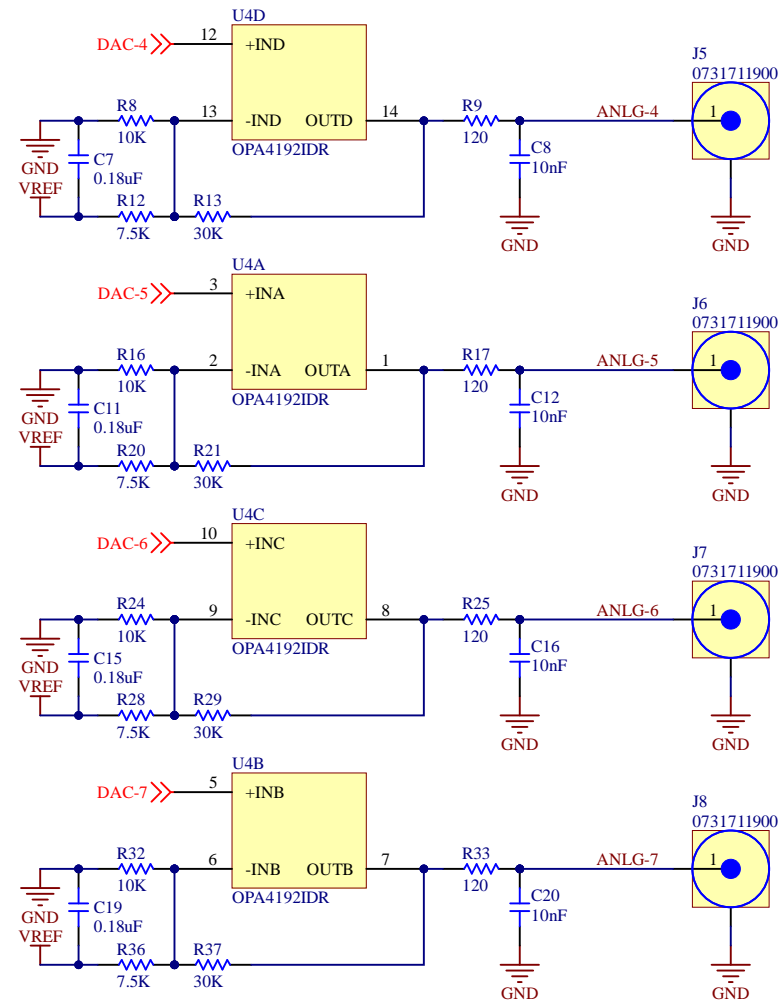 U4D
DAC-4
12
+IND
J5
0731711900
R8
10K
13
-IND
OUTD
14
R9
120
ANLG-4
1
GND
C7
0.18uF
OPA4192IDR
C8
10nF
VREF
R12
7.5K
R13
30K
GND
GND
U4A
DAC-5
3
+INA
J6
0731711900
R16
10K
2
-INA
OUTA
1
R17
120
ANLG-5
1
GND
C11
0.18uF
OPA4192IDR
C12
10nF
VREF
R20
7.5K
R21
30K
GND
GND
U4C
DAC-6
10
+INC
J7
0731711900
R24
10K
9
-INC
OUTC
8
R25
120
ANLG-6
1
GND
C15
0.18uF
OPA4192IDR
C16
10nF
VREF
R28
7.5K
R29
30K
GND
GND
U4B
DAC-7
5
+INB
J8
0731711900
R32
10K
6
-INB
OUTB
7
R33
120
ANLG-7
1
GND
C19
0.18uF
OPA4192IDR
C20
10nF
VREF
R36
7.5K
R37
30K
GND
GND